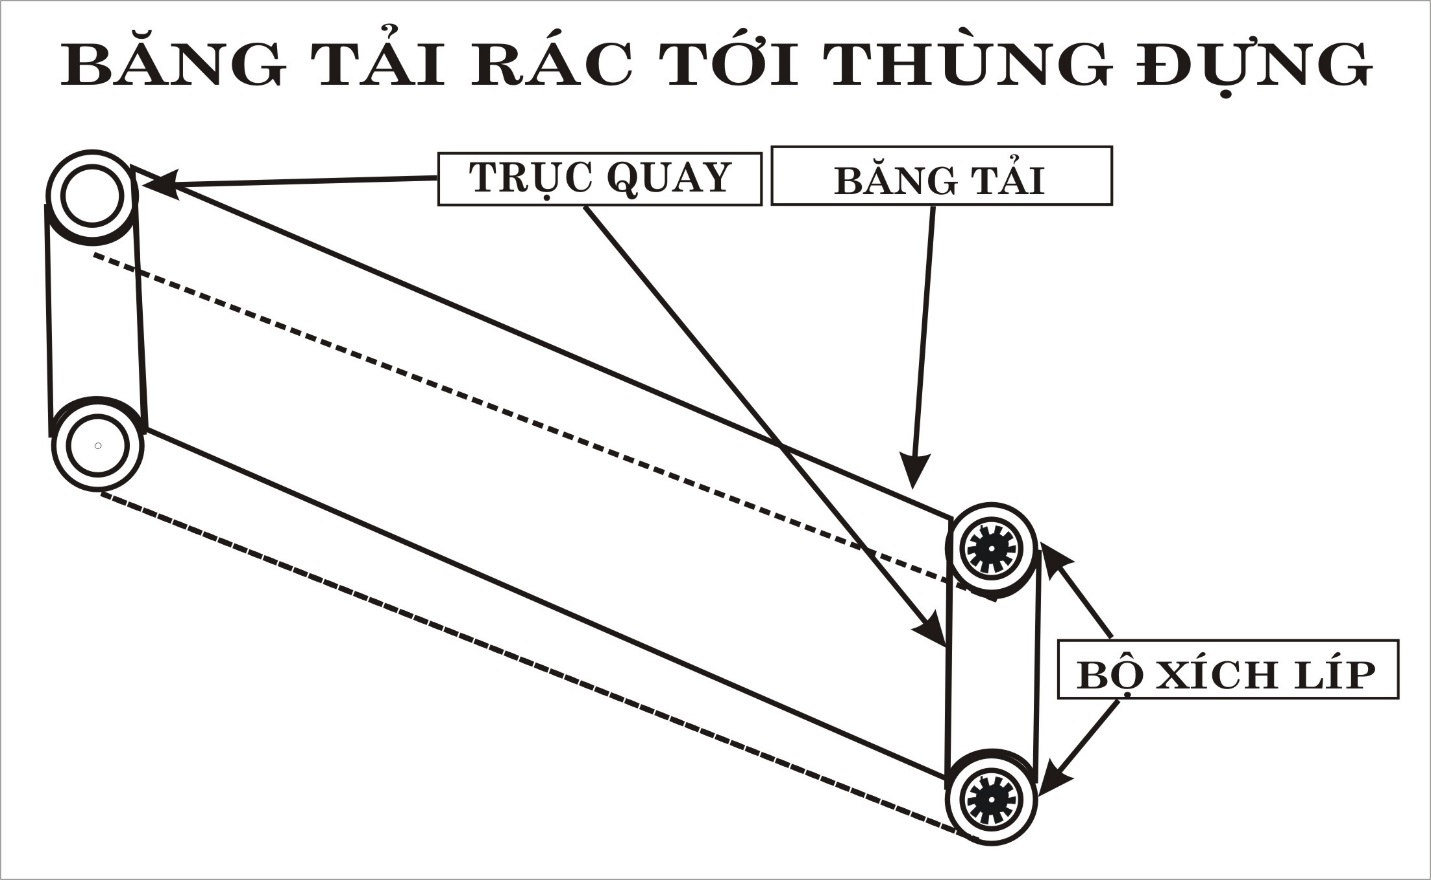 BĂNG TẢI RÁC TỚI THÙNG ĐỰNG
TRỤC QUAY
BĂNG TẢI
BỘ XÍCH LÍP